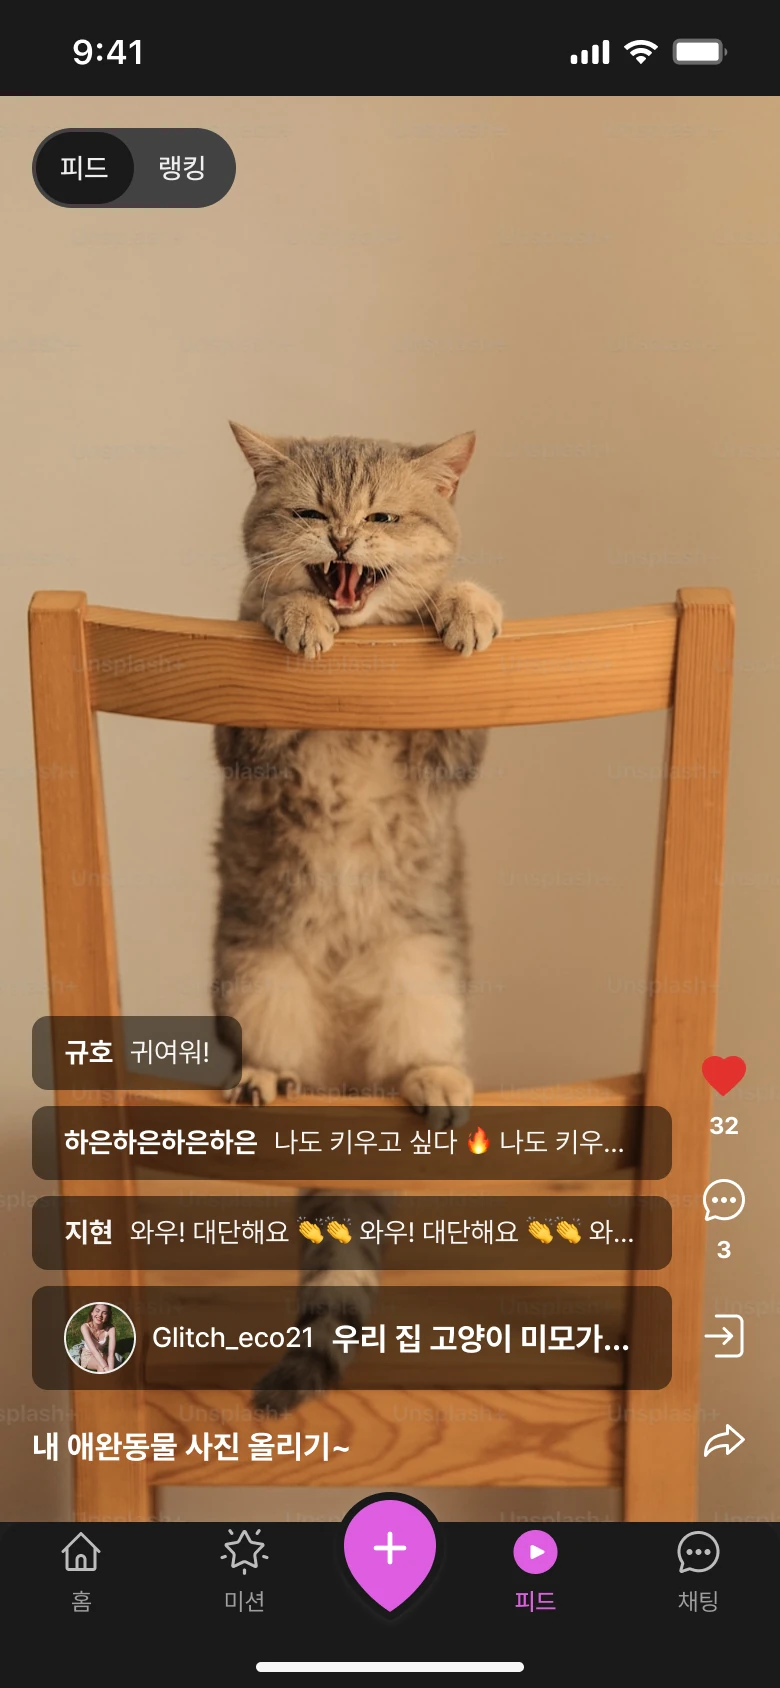 9:41
피드 랭킹
규호 귀여워!
하은하은하은하은 나도 키우고 싶다 🔥 나도 키우...
지현 와우! 대단해요 👏👏 와우! 대단해요 👏👏 와...
Glitch_eco21 우리 집 고양이 미모가...
내 애완동물 사진 올리기~
32
3
홈 미션 피드 채팅
Unsplash+